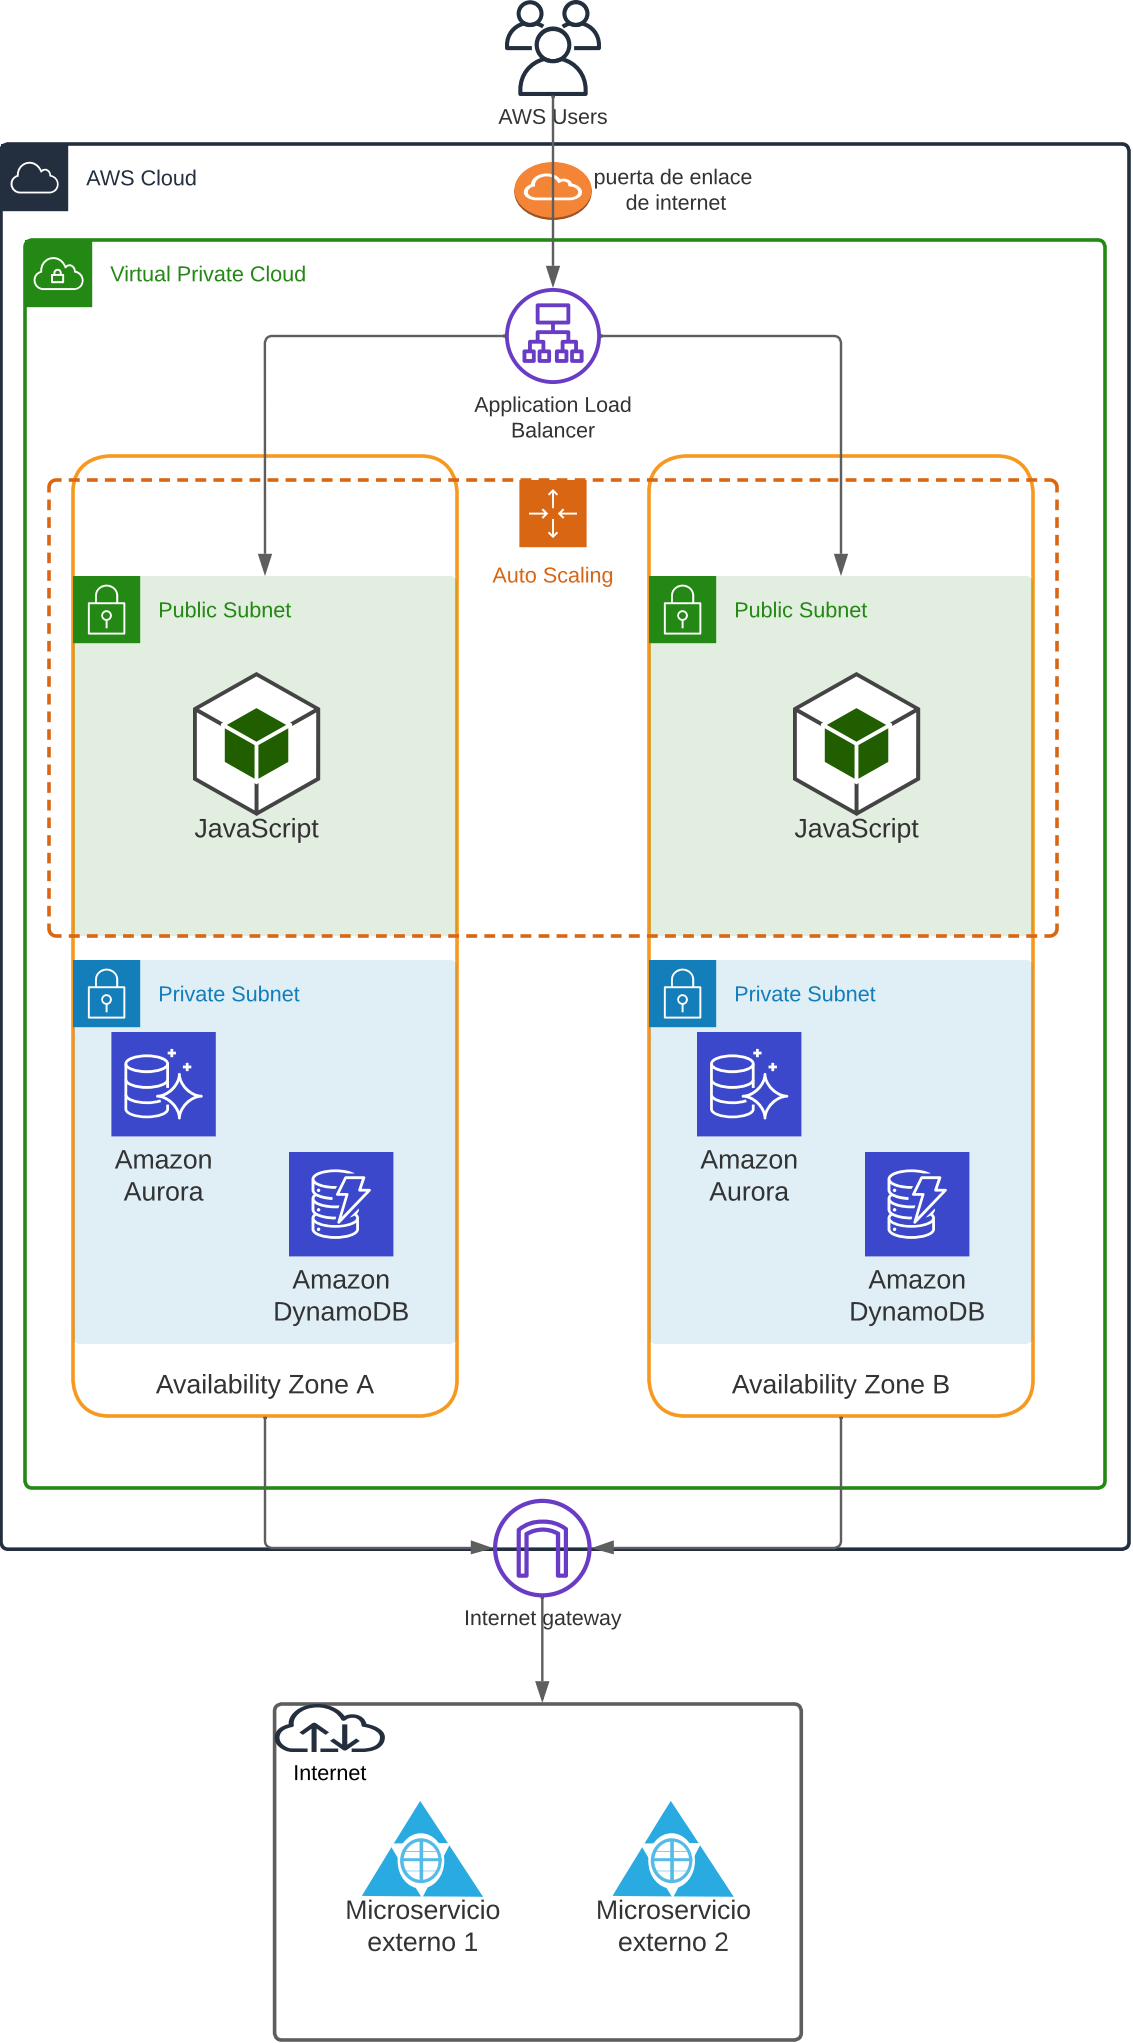 AWS Users
AWS Cloud
puerta de enlace
de internet
Virtual Private Cloud
Application Load
Balancer
Auto Scaling
Public Subnet
Public Subnet
JavaScript
JavaScript
Private Subnet
Private Subnet
Amazon
Aurora
Amazon
DynamoDB
Amazon
Aurora
Amazon
DynamoDB
Availability Zone A
Availability Zone B
Internet gateway
Internet
Microservicio
externo 1
Microservicio
externo 2